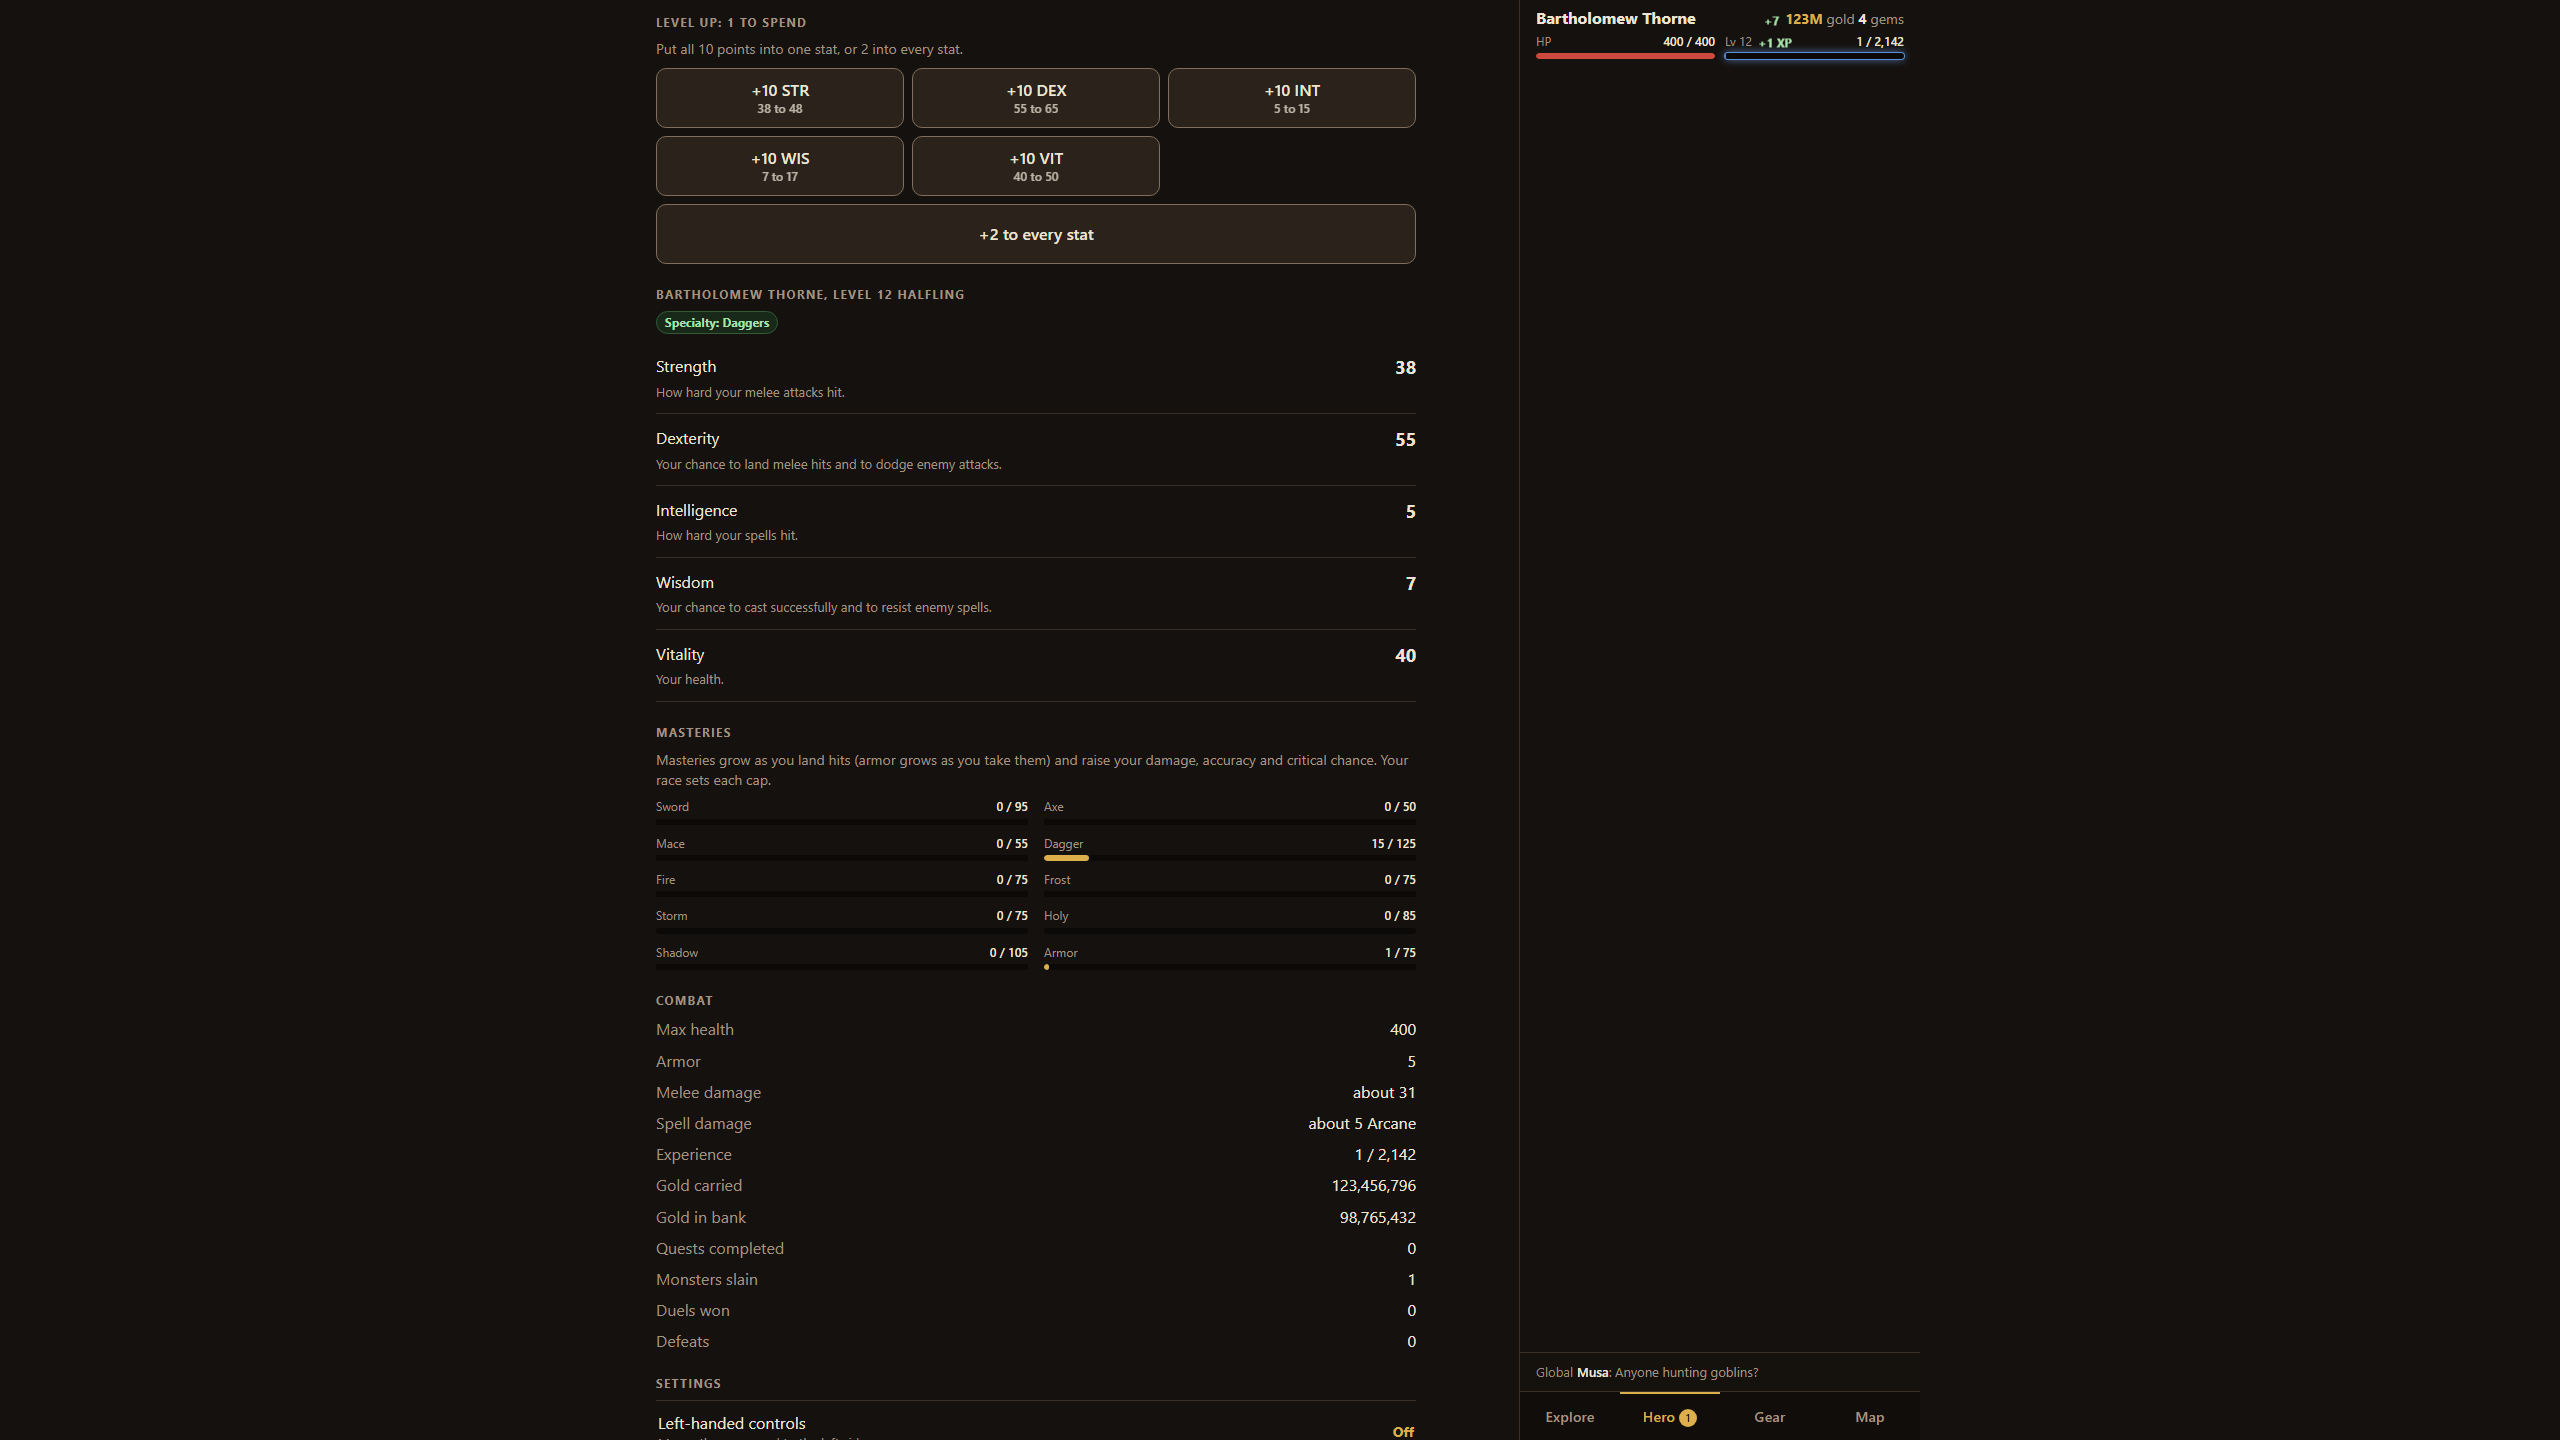 LEVEL UP: 1 TO SPEND
Put all 10 points into one stat, or 2 into every stat.
+10 STR
38 to 48
+10 DEX
55 to 65
+10 INT
5 to 15
+10 WIS
7 to 17
+10 VIT
40 to 50
+2 to every stat
BARTHOLOMEW THORNE, LEVEL 12 HALFLING
Specialty: Daggers
Strength 38
How hard your melee attacks hit.
Dexterity 55
Your chance to land melee hits and to dodge enemy attacks.
Intelligence 5
How hard your spells hit.
Wisdom 7
Your chance to cast successfully and to resist enemy spells.
Vitality 40
Your health.
MASTERIES
Masteries grow as you land hits (armor grows as you take them) and raise your damage, accuracy and critical chance. Your
race sets each cap.
Sword 0 / 95 Axe 0 / 50
Mace 0 / 55 Dagger 15 / 125
Fire 0 / 75 Frost 0 / 75
Storm 0 / 75 Holy 0 / 85
Shadow 0 / 105 Armor 1 / 75
COMBAT
Max health 400
Armor 5
Melee damage about 31
Spell damage about 5 Arcane
Experience 1 / 2,142
Gold carried 123,456,796
Gold in bank 98,765,432
Quests completed 0
Monsters slain 1
Duels won 0
Defeats 0
SETTINGS
Left-handed controls Off
Bartholomew Thorne +7 123M gold 4 gems
HP 400 / 400 Lv 12 +1 XP 1 / 2,142
Global Musa: Anyone hunting goblins?
Explore Hero 1 Gear Map